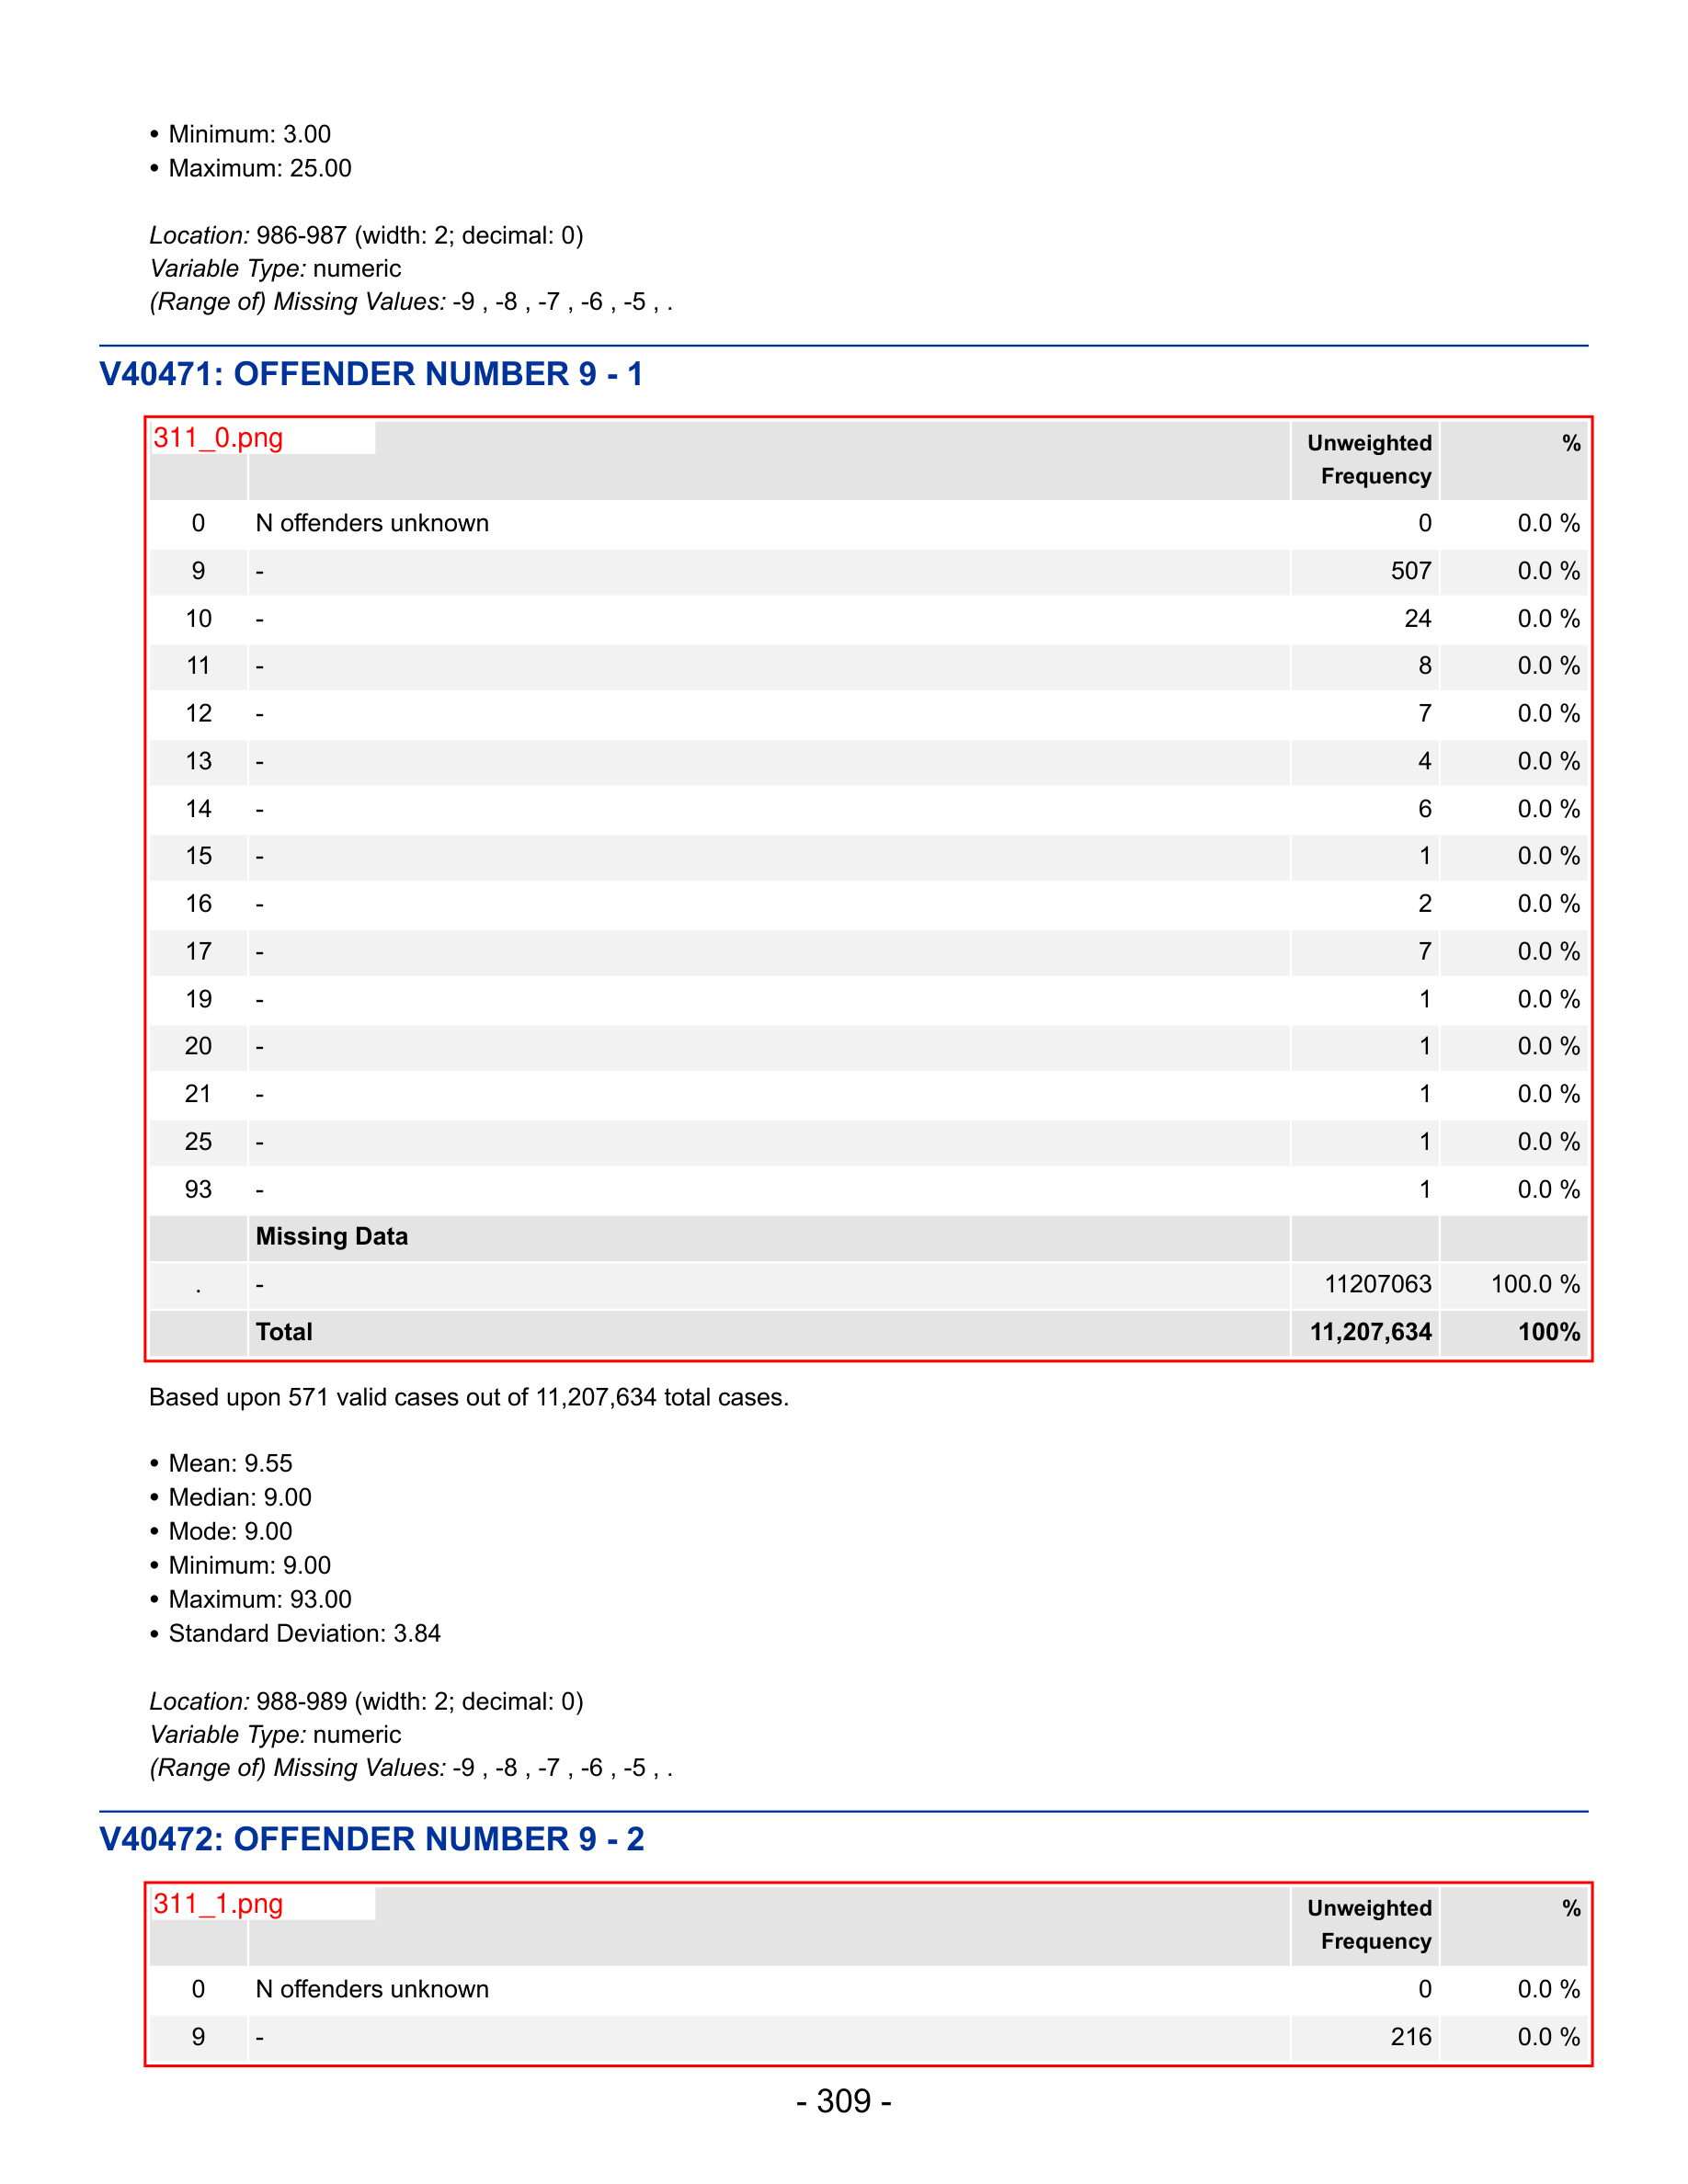 • Minimum: 3.00
• Maximum: 25.00
Location: 986-987 (width: 2; decimal: 0)
Variable Type: numeric
(Range of) Missing Values: -9 , -8 , -7 , -6 , -5 , .
V40471: OFFENDER NUMBER 9 - 1
311_0.png
Unweighted Frequency %
0 N offenders unknown 0 0.0 %
9 - 507 0.0 %
10 - 24 0.0 %
11 - 8 0.0 %
12 - 7 0.0 %
13 - 4 0.0 %
14 - 6 0.0 %
15 - 1 0.0 %
16 - 2 0.0 %
17 - 7 0.0 %
19 - 1 0.0 %
20 - 1 0.0 %
21 - 1 0.0 %
25 - 1 0.0 %
93 - 1 0.0 %
Missing Data
. - 11207063 100.0 %
Total 11,207,634 100%
Based upon 571 valid cases out of 11,207,634 total cases.
• Mean: 9.55
• Median: 9.00
• Mode: 9.00
• Minimum: 9.00
• Maximum: 93.00
• Standard Deviation: 3.84
Location: 988-989 (width: 2; decimal: 0)
Variable Type: numeric
(Range of) Missing Values: -9 , -8 , -7 , -6 , -5 , .
V40472: OFFENDER NUMBER 9 - 2
311_1.png
Unweighted Frequency %
0 N offenders unknown 0 0.0 %
9 - 216 0.0 %
- 309 -